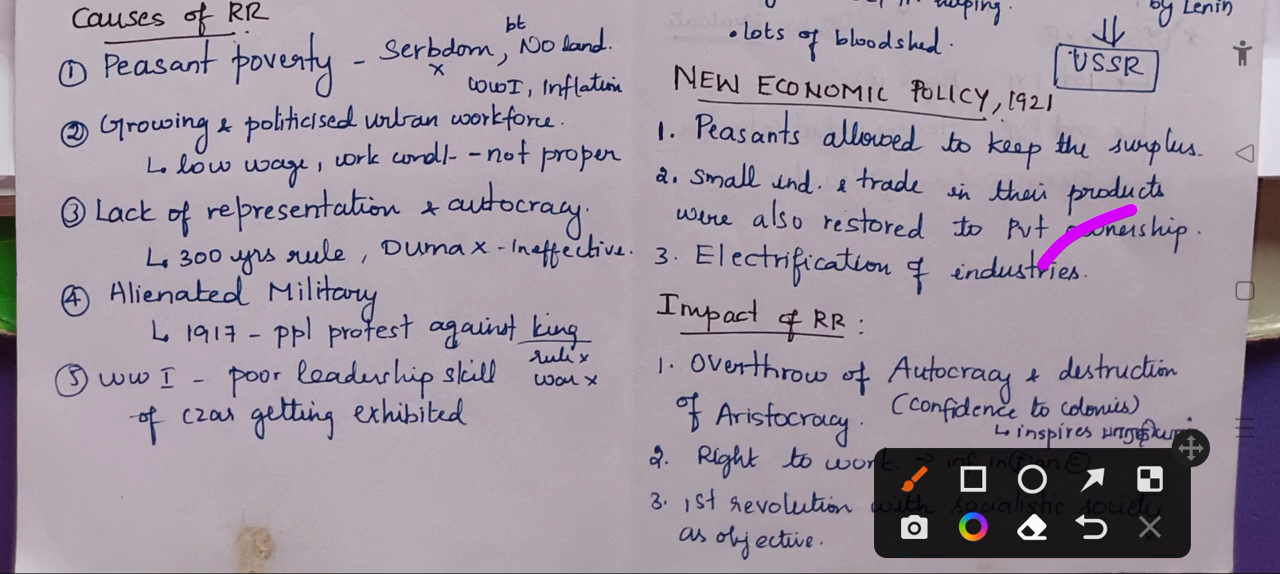 Causes of RR
bt
① Peasant poverty - Serbdom, No land.
x
WWI, Inflation
② Growing & politicised urban workforce.
↳ low wage, work condl- - not proper
③ Lack of representation & autocracy.
↳ 300 yrs rule, Duma x - Ineffective.
④ Alienated Military
↳ 1917 - ppl protest against king
rule x
war x
⑤ WW I - poor leadership skill
of czar getting exhibited
by Lenin
• lots of bloodshed.
⇓
USSR
NEW ECONOMIC POLICY, 1921
1. Peasants allowed to keep the surplus.
2. Small ind. & trade in their products
were also restored to Pvt ownership.
3. Electrification of industries.
Impact of RR :
1. Overthrow of Autocracy & destruction
of Aristocracy. (confidence to colonies)
↳ inspires
2. Right to work
3. 1st revolution with socialistic society
as objective.